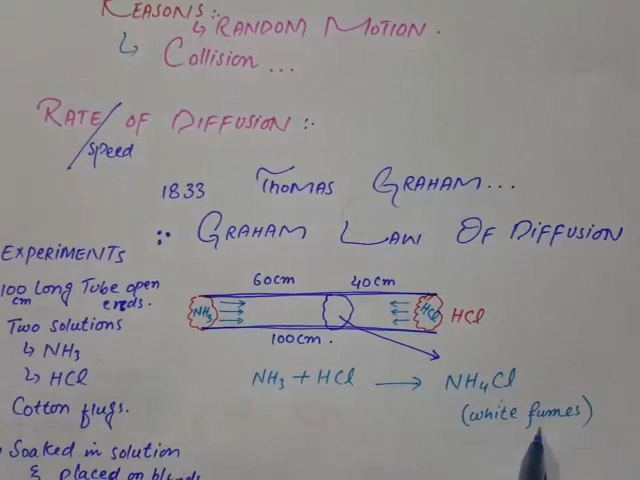 REASONS :-
↳ RANDOM MOTION.
↳ Collision ...
RATE / OF DIFFUSION :-
speed
1833 THOMAS GRAHAM...
:- GRAHAM LAW OF DIFFUSION
EXPERIMENTS
100 Long Tube open
cm ends.
Two solutions
↳ NH3
↳ HCl
Cotton flugs.
Soaked in solution
& placed on
60cm 40cm
NH3 HCl HCl
100cm.
NH3 + HCl → NH4Cl
(white fumes)